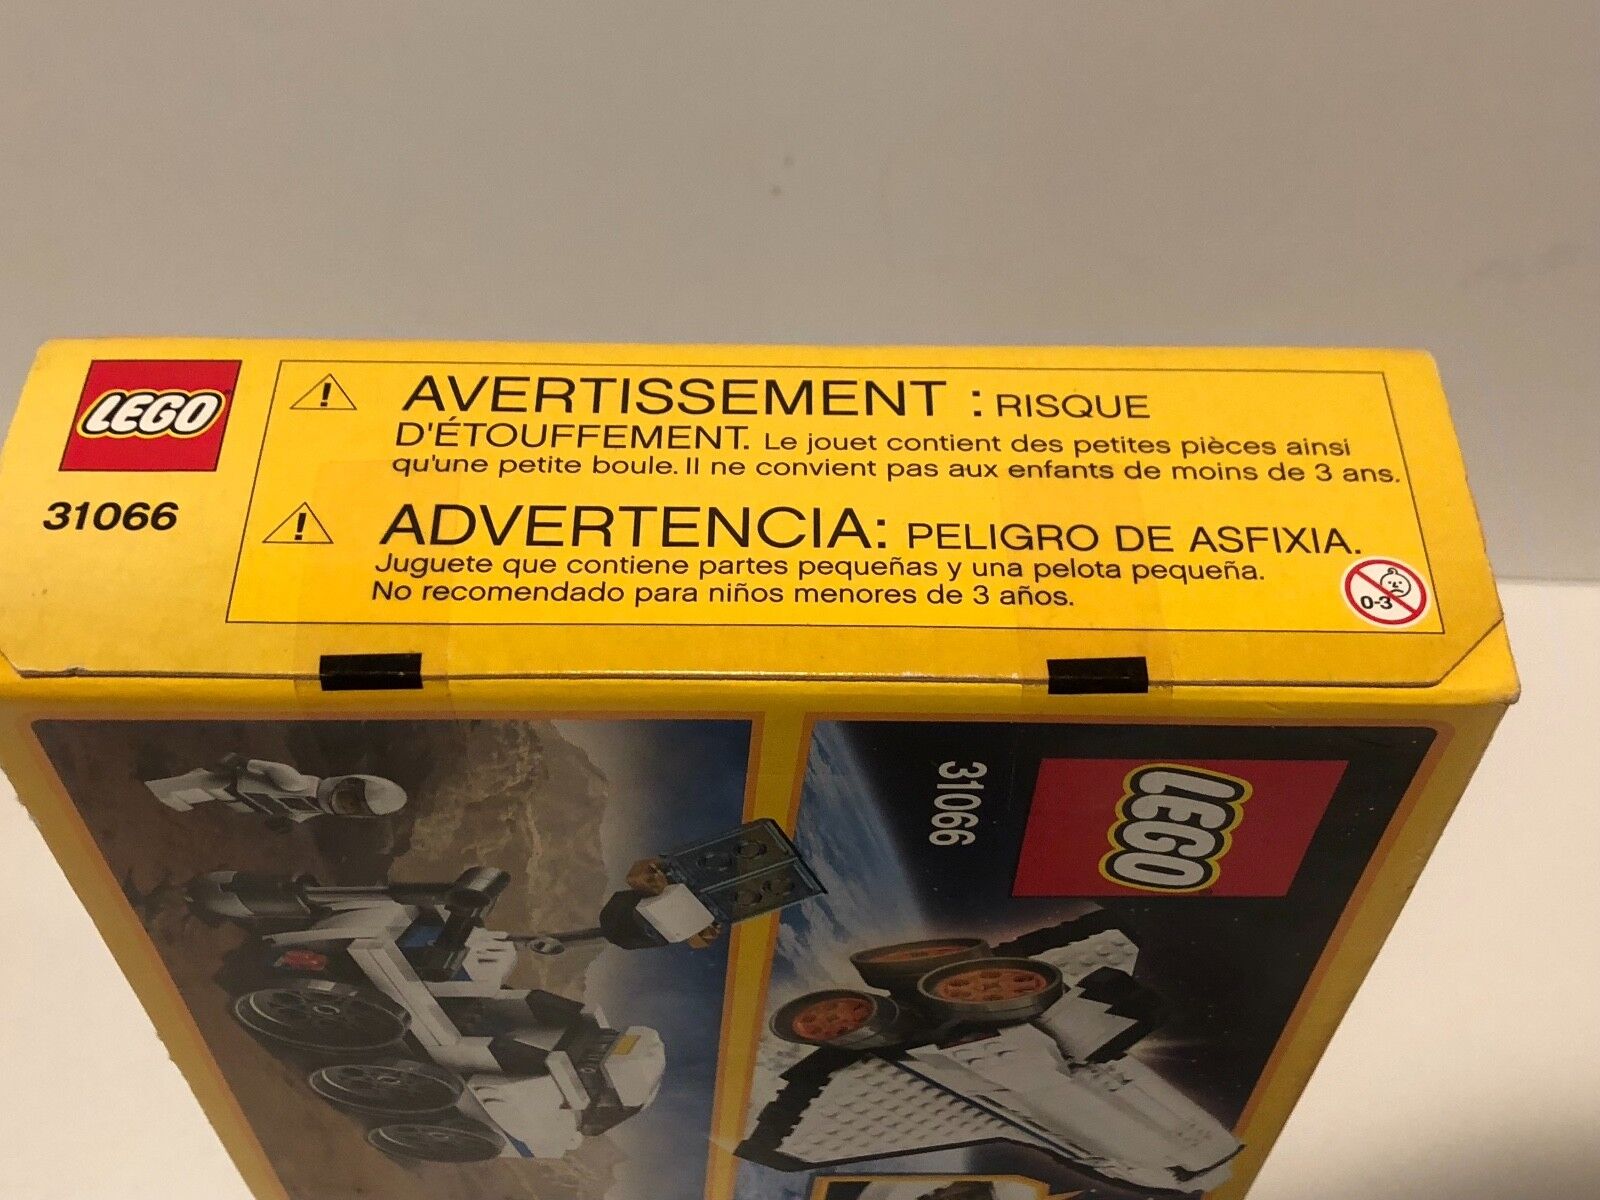 LEGO
31066
! AVERTISSEMENT : RISQUE
D'ÉTOUFFEMENT. Le jouet contient des petites pièces ainsi
qu'une petite boule. Il ne convient pas aux enfants de moins de 3 ans.
! ADVERTENCIA: PELIGRO DE ASFIXIA.
Juguete que contiene partes pequeñas y una pelota pequeña.
No recomendado para niños menores de 3 años.
0-3
LEGO
31066